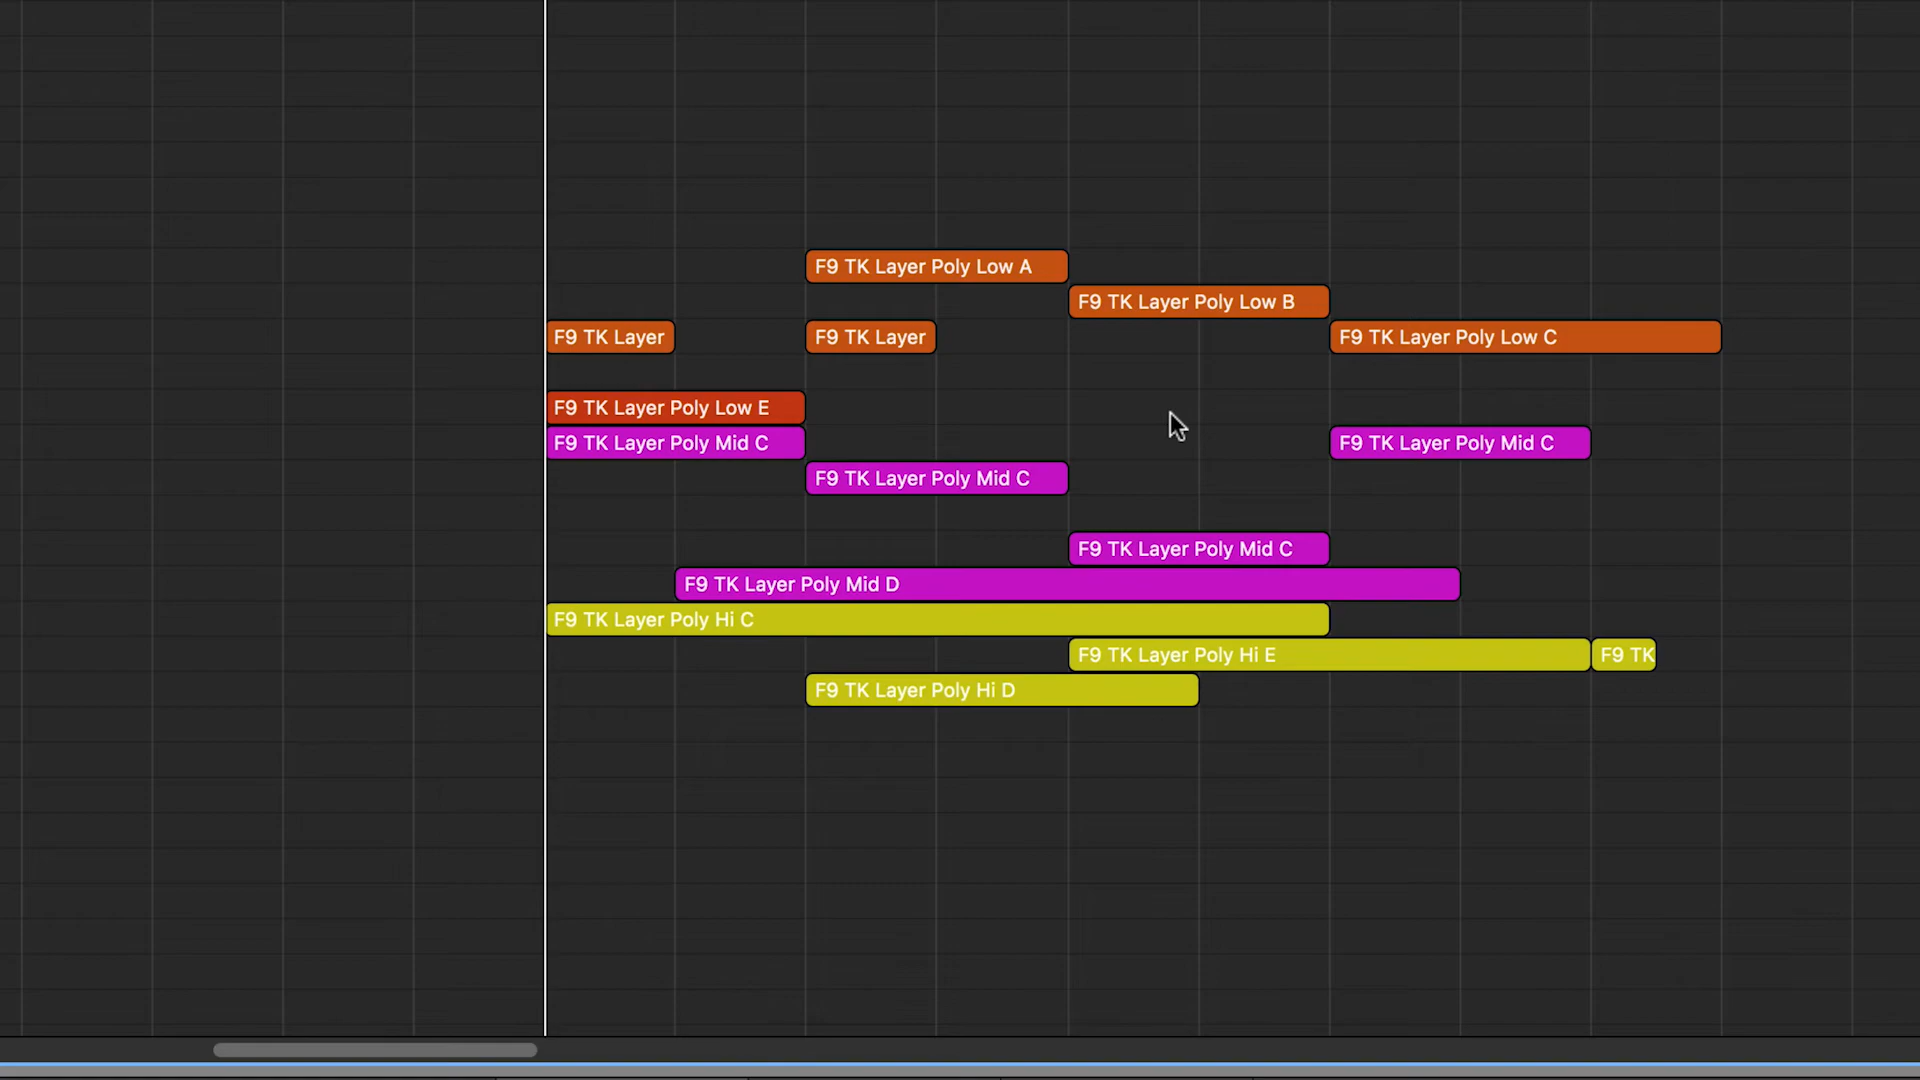 F9 TK Layer Poly Low A
F9 TK Layer Poly Low B
F9 TK Layer
F9 TK Layer
F9 TK Layer Poly Low C
F9 TK Layer Poly Low E
F9 TK Layer Poly Mid C
F9 TK Layer Poly Mid C
F9 TK Layer Poly Mid C
F9 TK Layer Poly Mid C
F9 TK Layer Poly Mid D
F9 TK Layer Poly Hi C
F9 TK Layer Poly Hi E
F9 TK
F9 TK Layer Poly Hi D